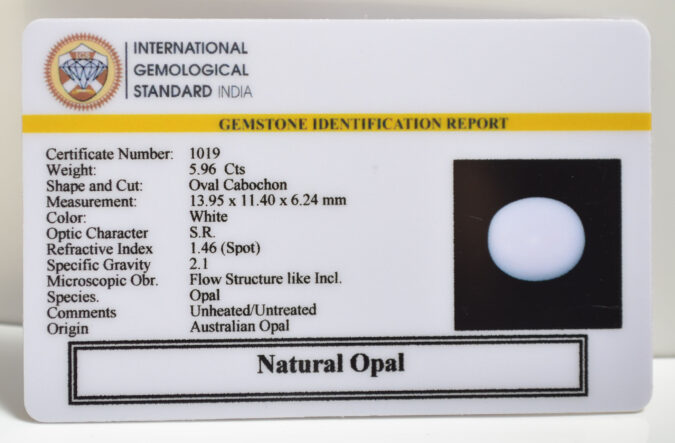 IGS
INTERNATIONAL
GEMOLOGICAL
STANDARD INDIA
GEMSTONE IDENTIFICATION REPORT
Certificate Number: 1019
Weight: 5.96 Cts
Shape and Cut: Oval Cabochon
Measurement: 13.95 x 11.40 x 6.24 mm
Color: White
Optic Character S.R.
Refractive Index 1.46 (Spot)
Specific Gravity 2.1
Microscopic Obr. Flow Structure like Incl.
Species. Opal
Comments Unheated/Untreated
Origin Australian Opal
Natural Opal